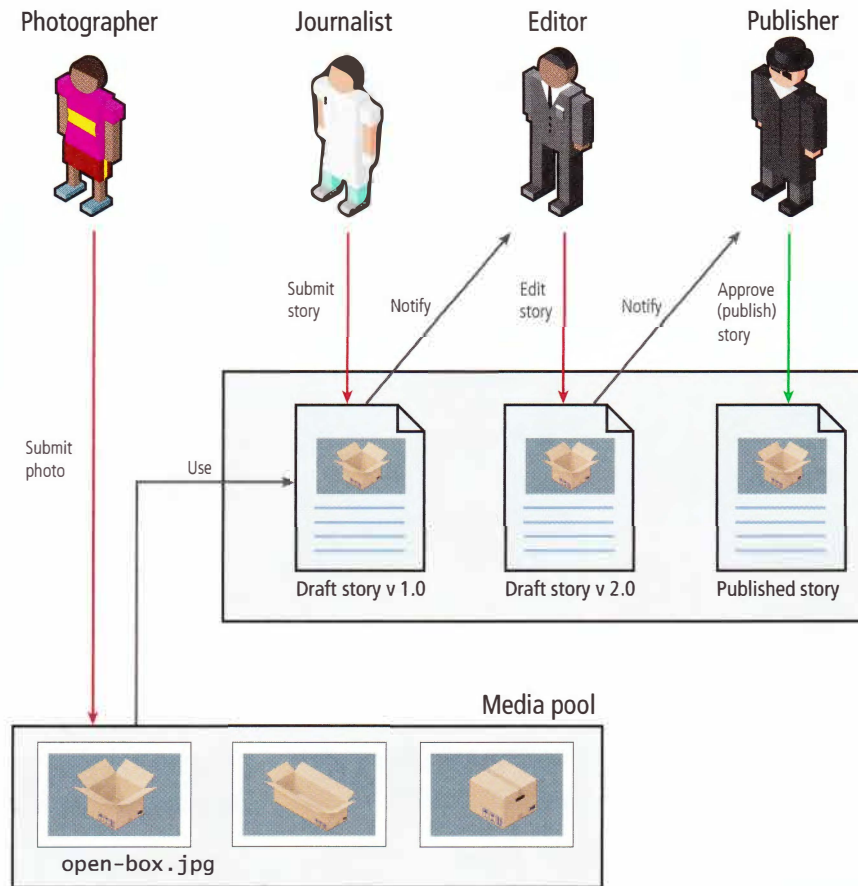 Photographer
Journalist
Editor
Publisher
Submit
story
Notify
Edit
story
Notify
Approve
(publish)
story
Submit
photo
Use
Draft story v 1.0
Draft story v 2.0
Published story
Media pool
open-box.jpg